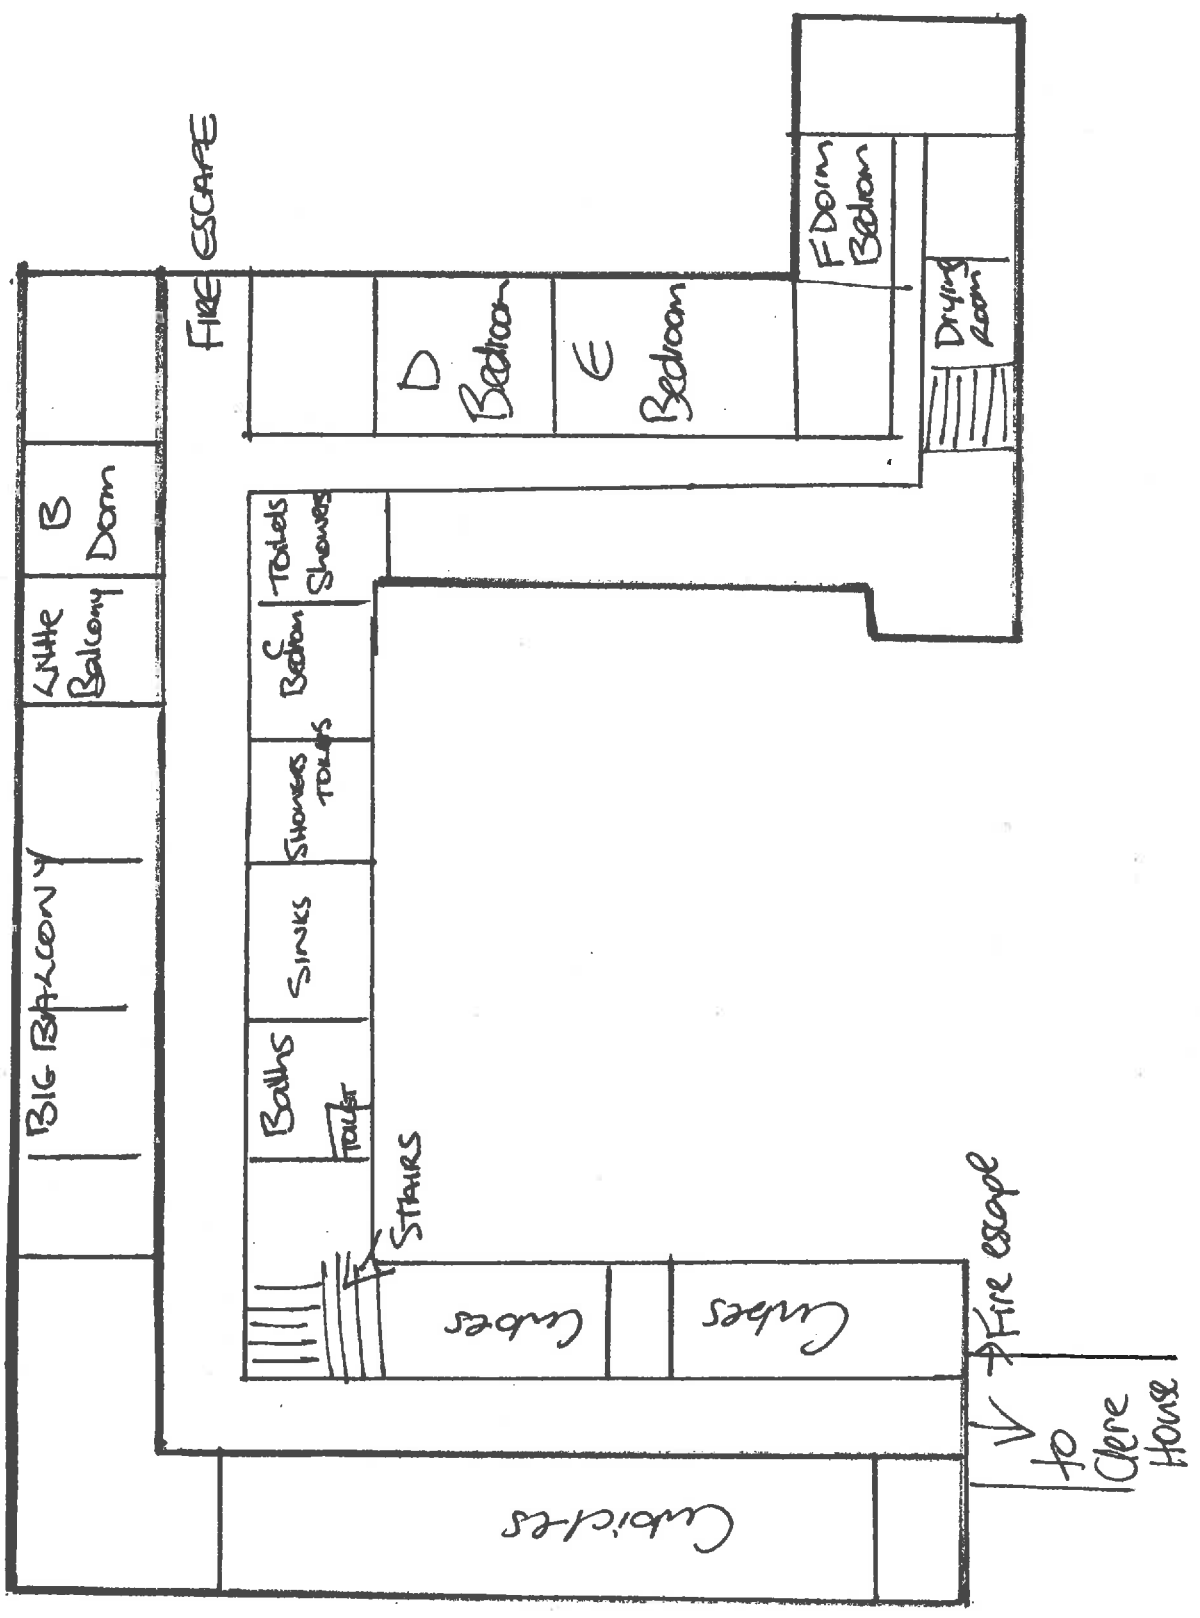 FIRE ESCAPE
F Dorm
Bedroom
Drying
Room
D
Bedroom
E
Bedroom
B
Dorm
Little
Balcony
BIG BALCONY
Toilets
Showers
C
Bedroom
SHOWERS
TOILETS
SINKS
Baths
TOILET
STAIRS
Cubes
Cubes
Cubicles
Fire escape
to
Clere
House